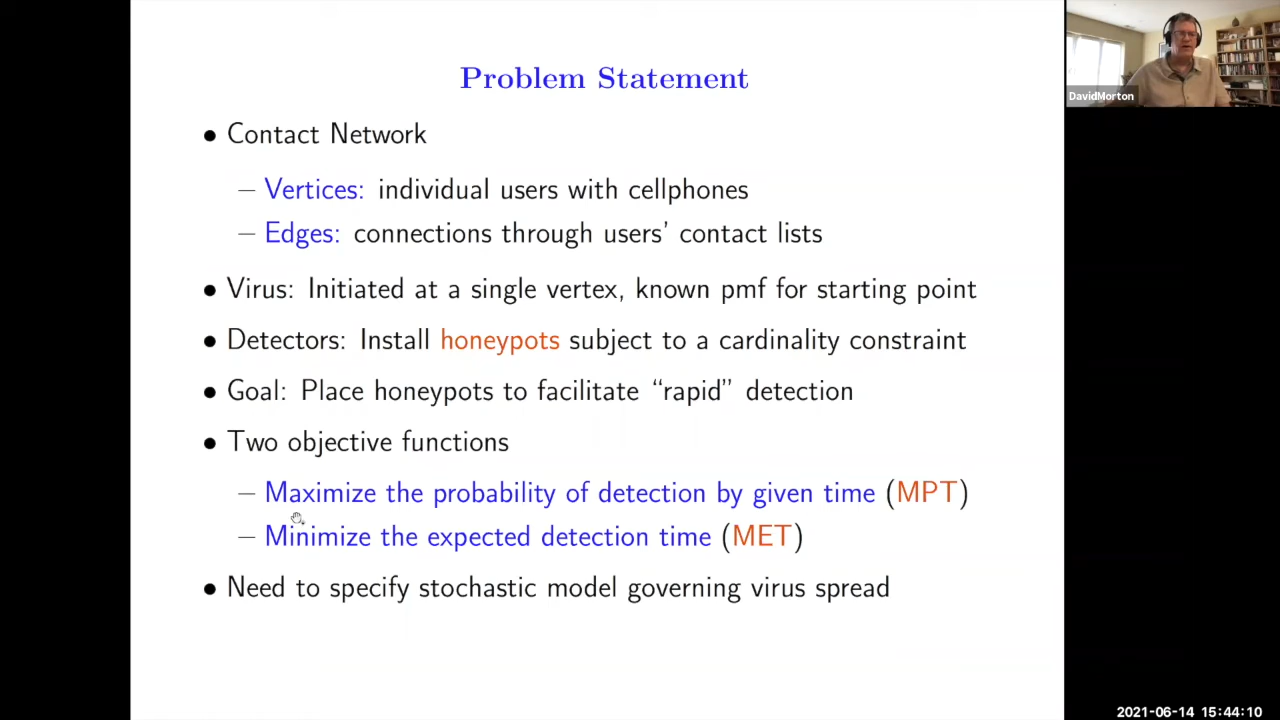 Problem Statement
• Contact Network
– Vertices: individual users with cellphones
– Edges: connections through users' contact lists
• Virus: Initiated at a single vertex, known pmf for starting point
• Detectors: Install honeypots subject to a cardinality constraint
• Goal: Place honeypots to facilitate “rapid” detection
• Two objective functions
– Maximize the probability of detection by given time (MPT)
– Minimize the expected detection time (MET)
• Need to specify stochastic model governing virus spread
DavidMorton
2021-06-14 15:44:10